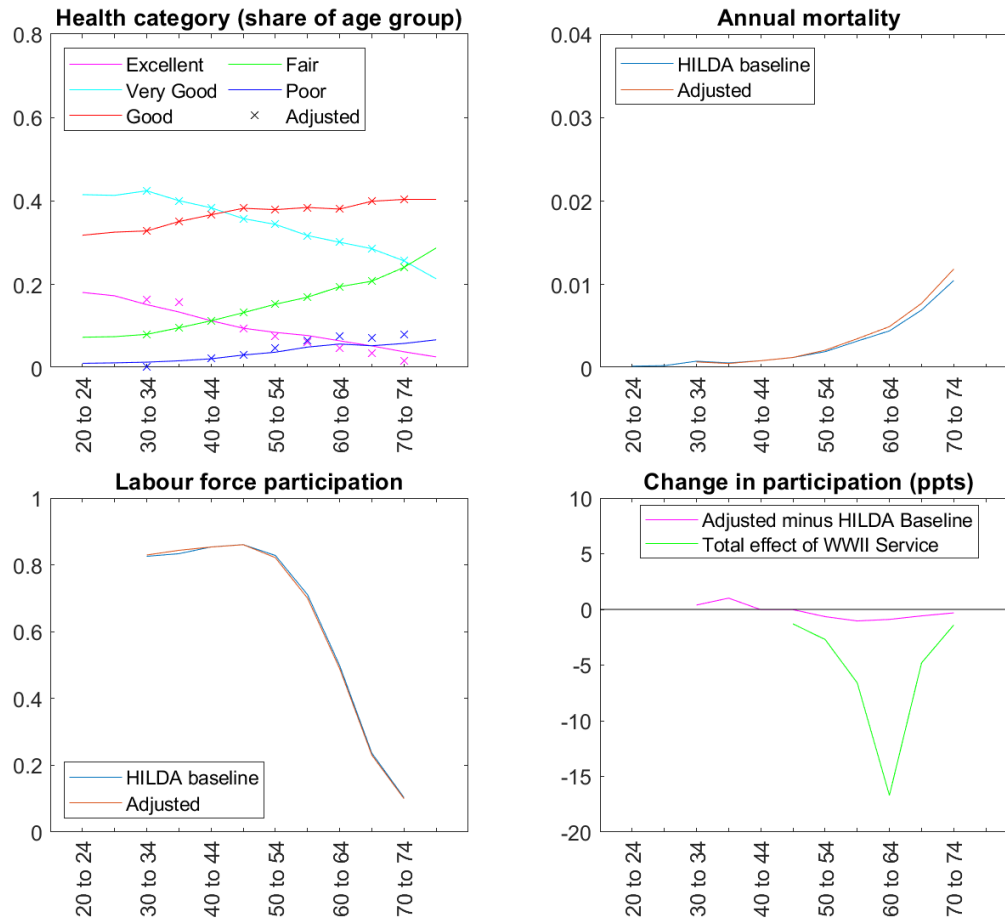 Health category (share of age group)
0.8
0.6
0.4
0.2
0
Excellent
Very Good
Good
Fair
Poor
Adjusted
20 to 24
30 to 34
40 to 44
50 to 54
60 to 64
70 to 74
Annual mortality
0.04
0.03
0.02
0.01
0
HILDA baseline
Adjusted
20 to 24
30 to 34
40 to 44
50 to 54
60 to 64
70 to 74
Labour force participation
1
0.8
0.6
0.4
0.2
0
HILDA baseline
Adjusted
20 to 24
30 to 34
40 to 44
50 to 54
60 to 64
70 to 74
Change in participation (ppts)
10
5
0
-5
-10
-15
-20
Adjusted minus HILDA Baseline
Total effect of WWII Service
20 to 24
30 to 34
40 to 44
50 to 54
60 to 64
70 to 74